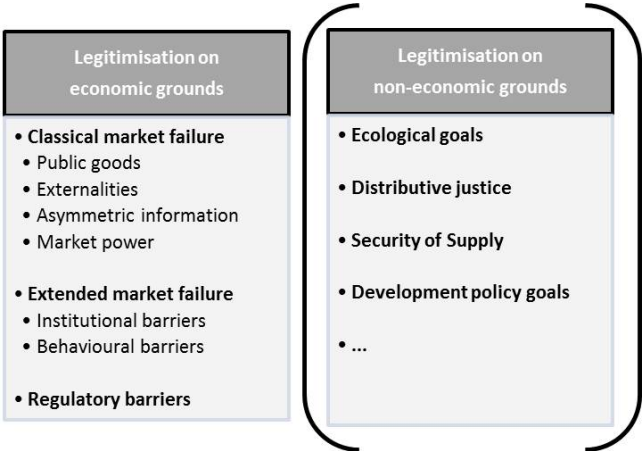 Legitimisation on
economic grounds
• Classical market failure
• Public goods
• Externalities
• Asymmetric information
• Market power
• Extended market failure
• Institutional barriers
• Behavioural barriers
• Regulatory barriers
Legitimisation on
non-economic grounds
• Ecological goals
• Distributive justice
• Security of Supply
• Development policy goals
• ...